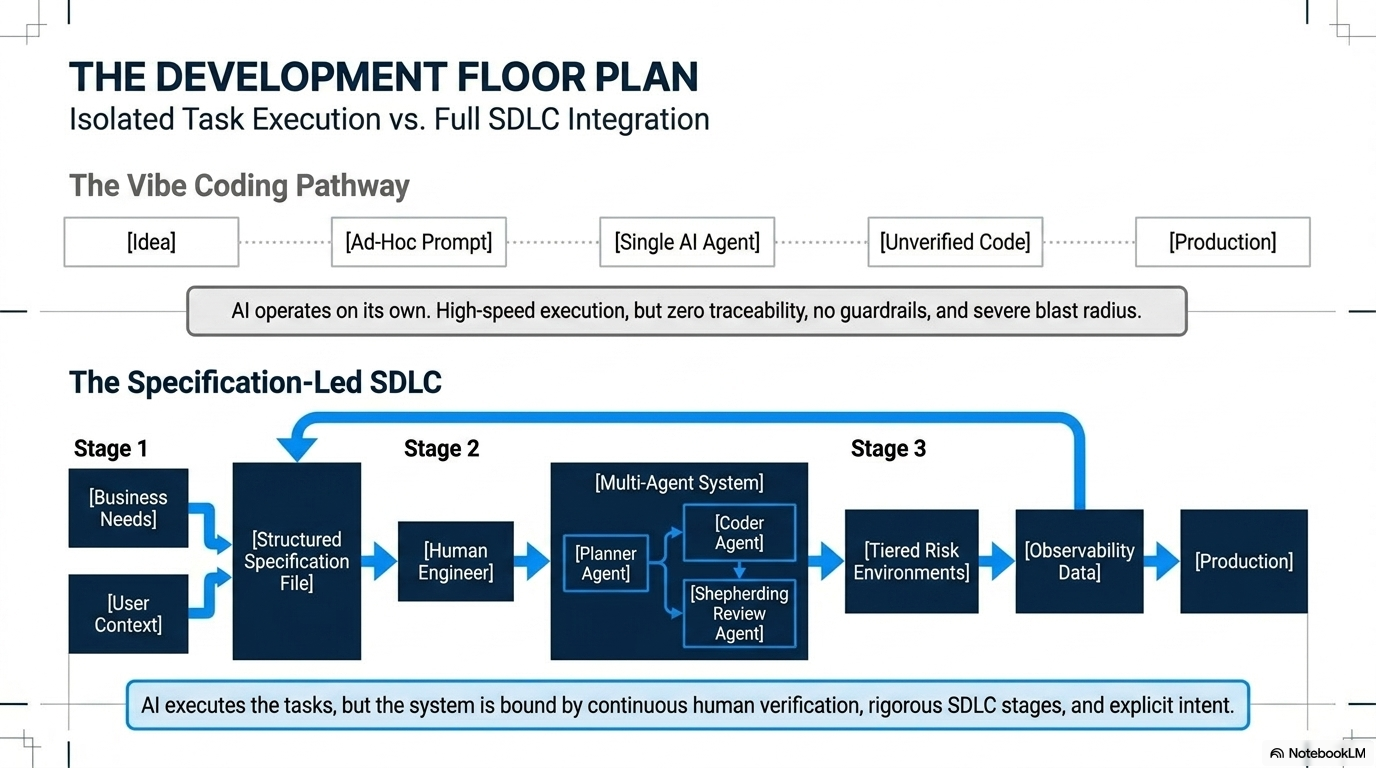 THE DEVELOPMENT FLOOR PLAN
Isolated Task Execution vs. Full SDLC Integration
The Vibe Coding Pathway
[Idea]
[Ad-Hoc Prompt]
[Single AI Agent]
[Unverified Code]
[Production]
AI operates on its own. High-speed execution, but zero traceability, no guardrails, and severe blast radius.
The Specification-Led SDLC
Stage 1
[Business
Needs]
[User
Context]
[Structured
Specification
File]
Stage 2
[Human
Engineer]
[Multi-Agent System]
[Planner
Agent]
[Coder
Agent]
[Shepherding
Review
Agent]
Stage 3
[Tiered Risk
Environments]
[Observability
Data]
[Production]
AI executes the tasks, but the system is bound by continuous human verification, rigorous SDLC stages, and explicit intent.
NotebookLM